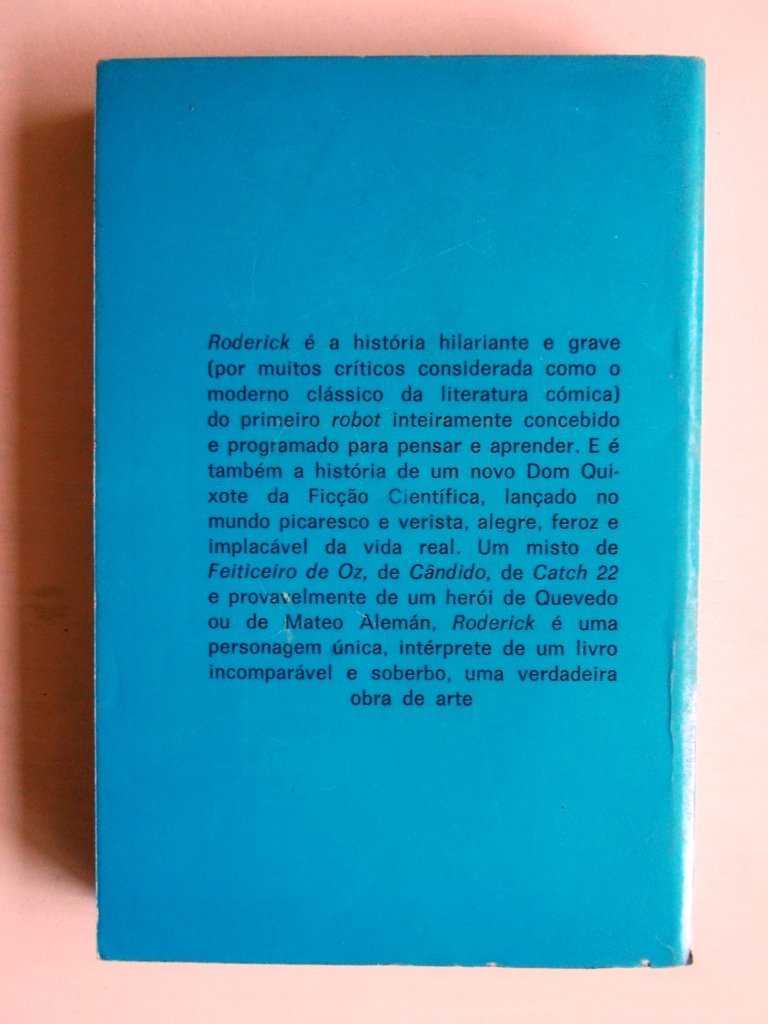 Roderick é a história hilariante e grave
(por muitos críticos considerada como o
moderno clássico da literatura cómica)
do primeiro robot inteiramente concebido
e programado para pensar e aprender. E é
também a história de um novo Dom Qui-
xote da Ficção Científica, lançado no
mundo picaresco e verista, alegre, feroz e
implacável da vida real. Um misto de
Feiticeiro de Oz, de Cândido, de Catch 22
e provavelmente de um herói de Quevedo
ou de Mateo Alemán, Roderick é uma
personagem única, intérprete de um livro
incomparável e soberbo, uma verdadeira
obra de arte